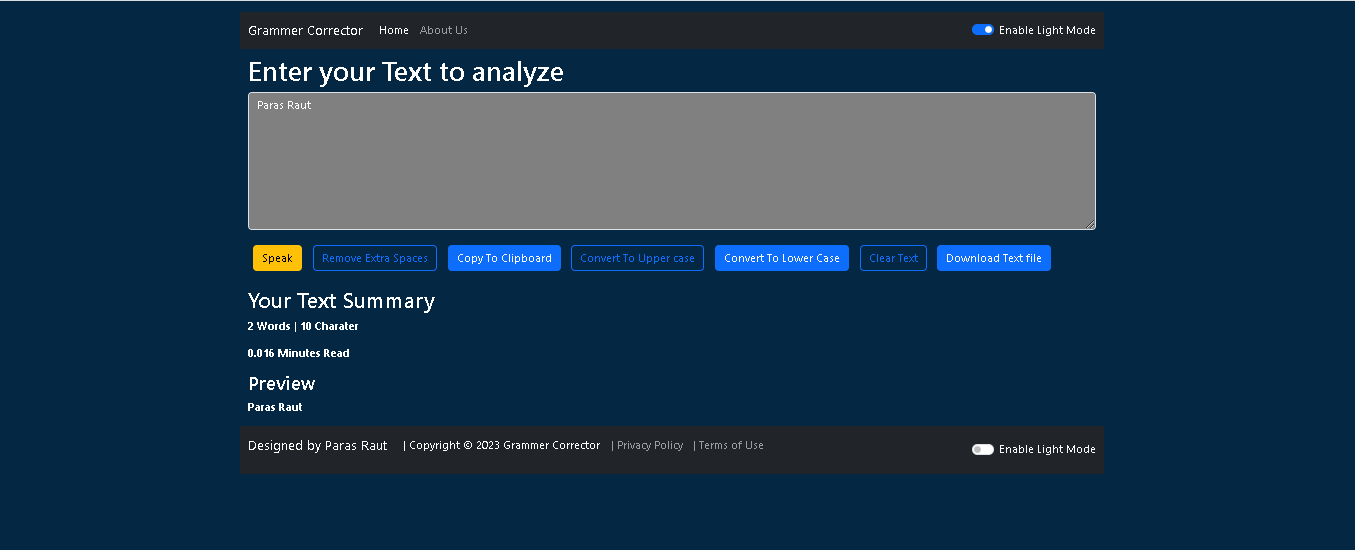 Grammer Corrector Home About Us Enable Light Mode
Enter your Text to analyze
Paras Raut
Speak Remove Extra Spaces Copy To Clipboard Convert To Upper case Convert To Lower Case Clear Text Download Text file
Your Text Summary
2 Words | 10 Charater
0.016 Minutes Read
Preview
Paras Raut
Designed by Paras Raut | Copyright © 2023 Grammer Corrector | Privacy Policy | Terms of Use Enable Light Mode